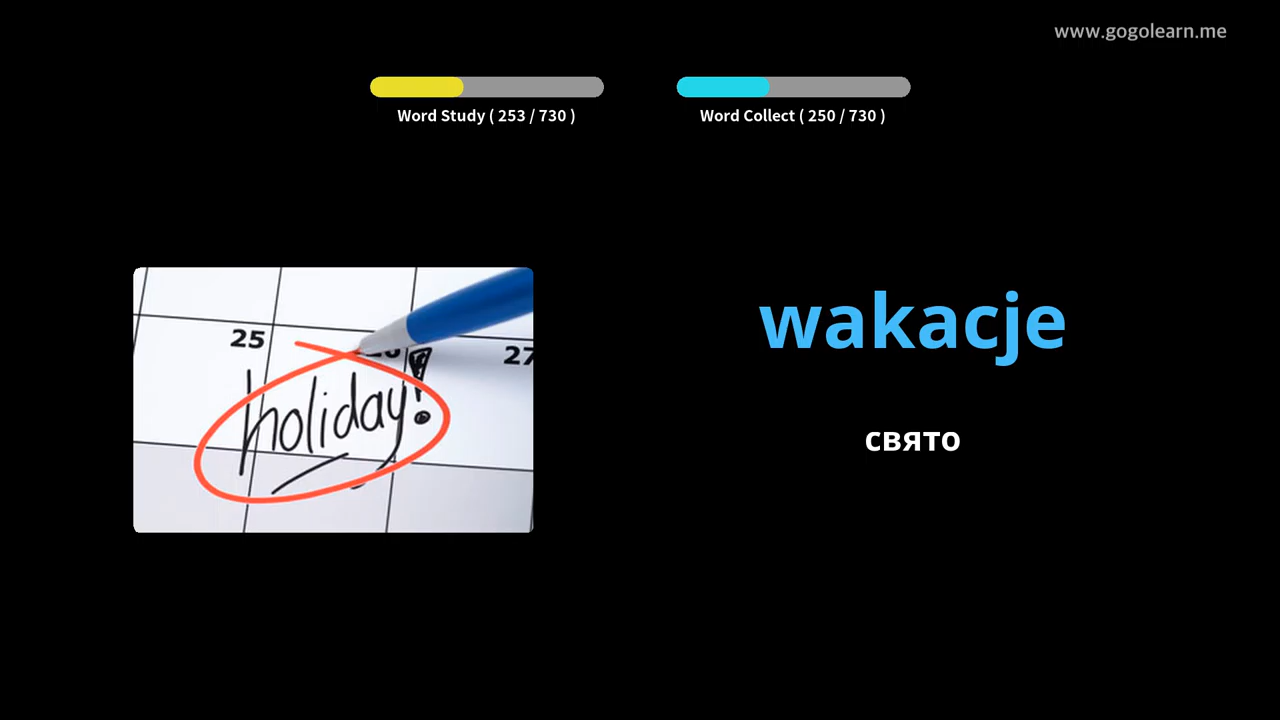 www.gogolearn.me
Word Study ( 253 / 730 )
Word Collect ( 250 / 730 )
25
27
holiday!
wakacje
свято